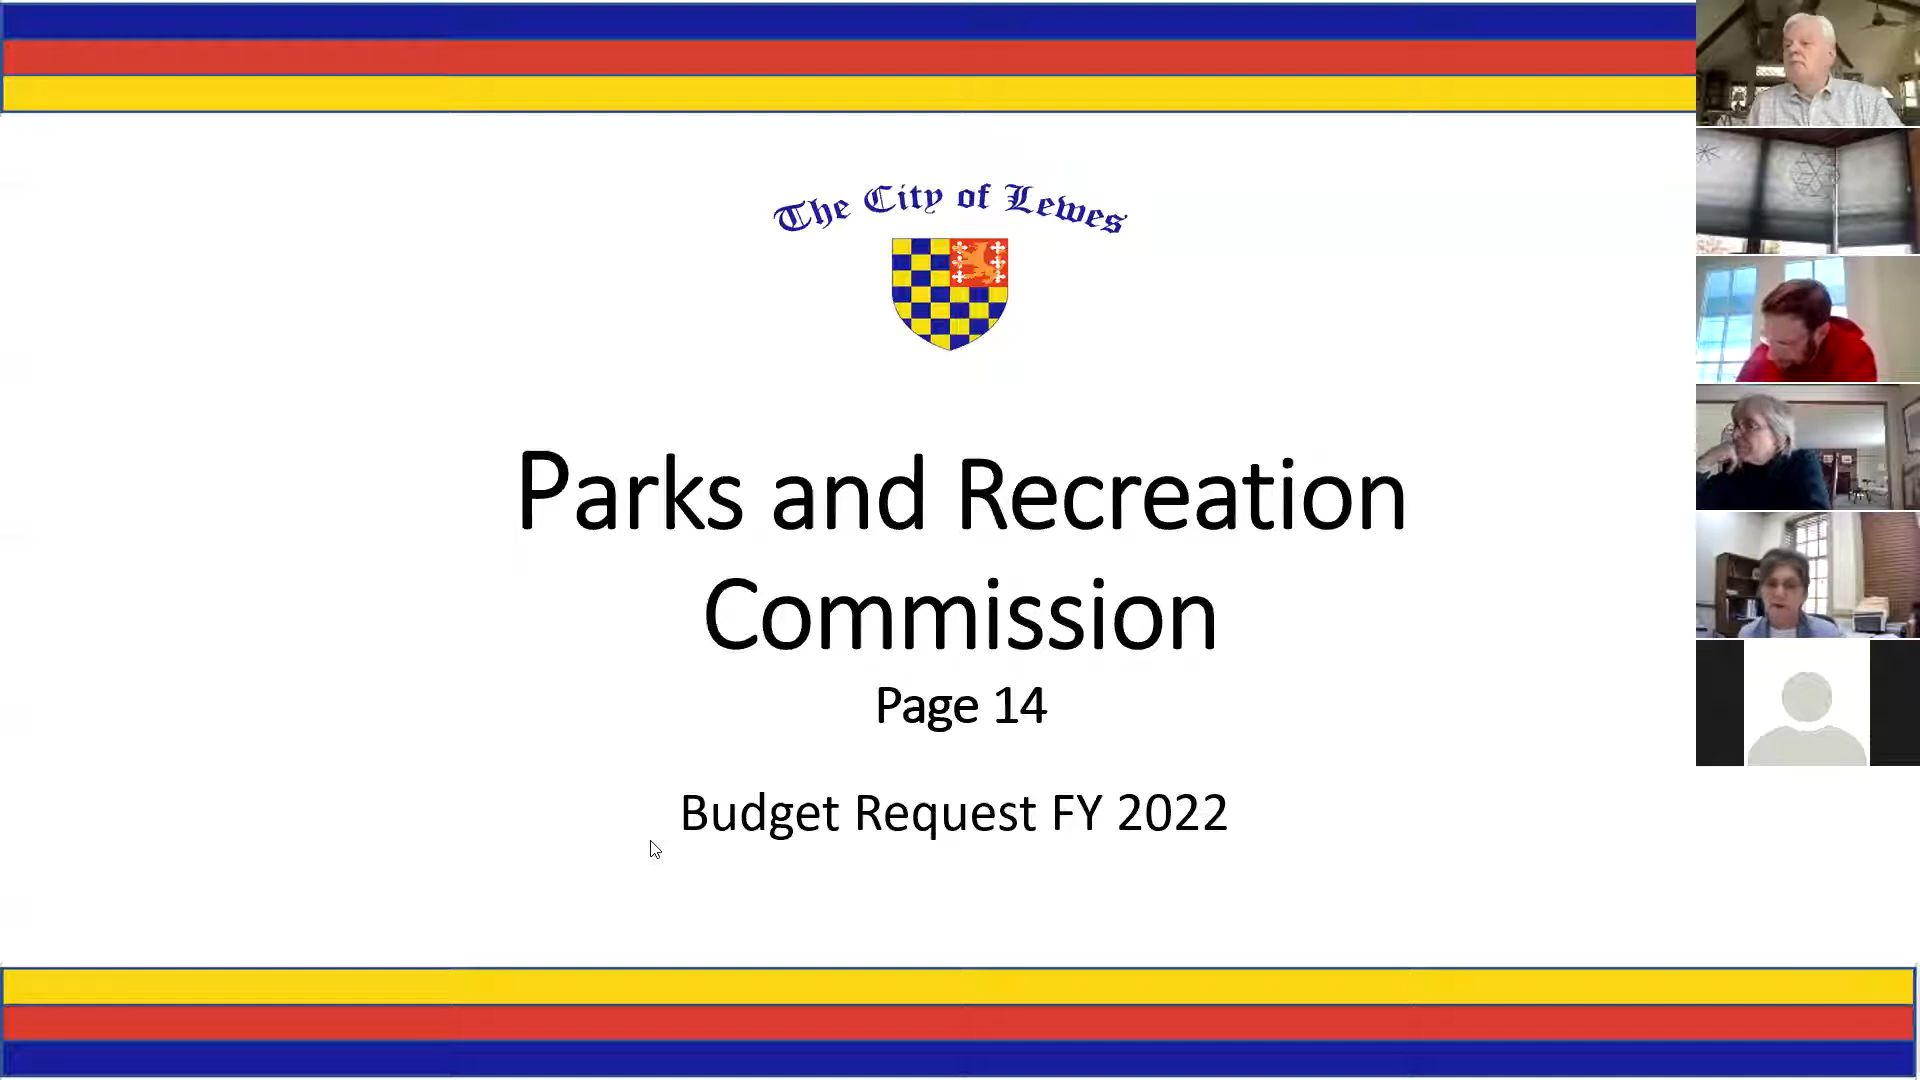 The City of Lewes
Parks and Recreation
Commission
Page 14
Budget Request FY 2022